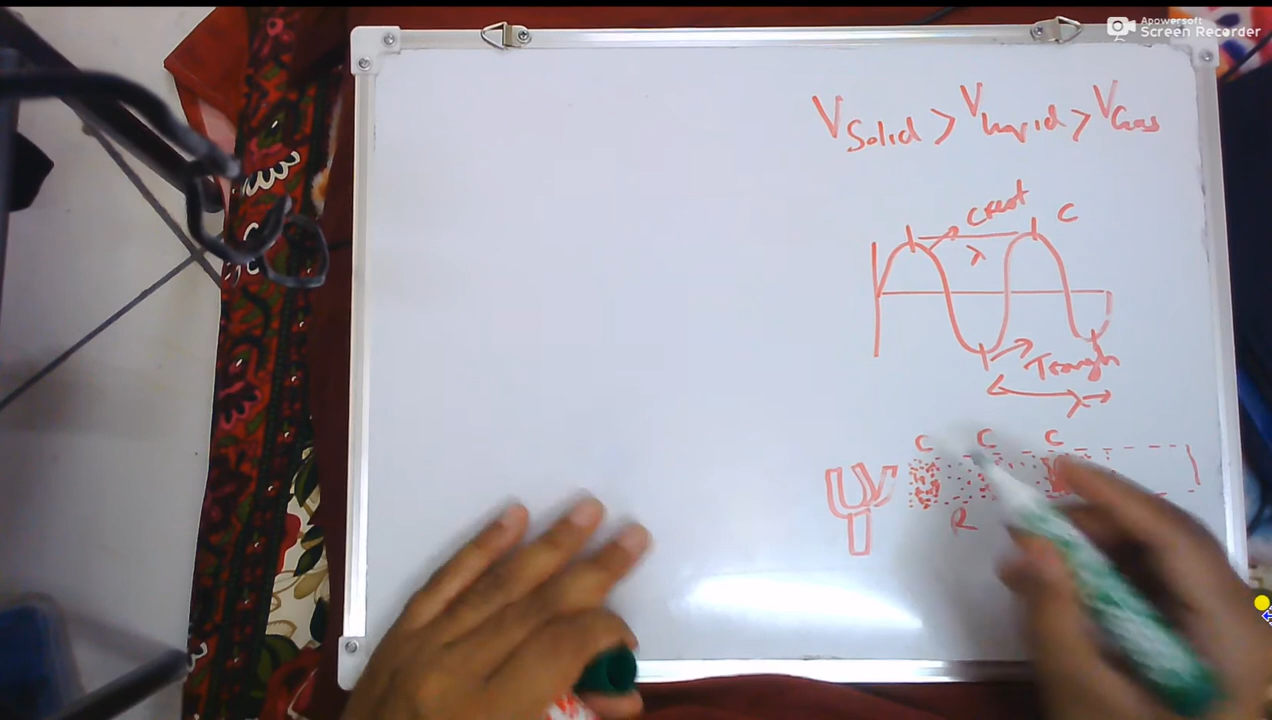 Apowersoft
Screen Recorder
V Solid > V Liquid > V Gas
Crest
C
λ
Trough
C C C
R